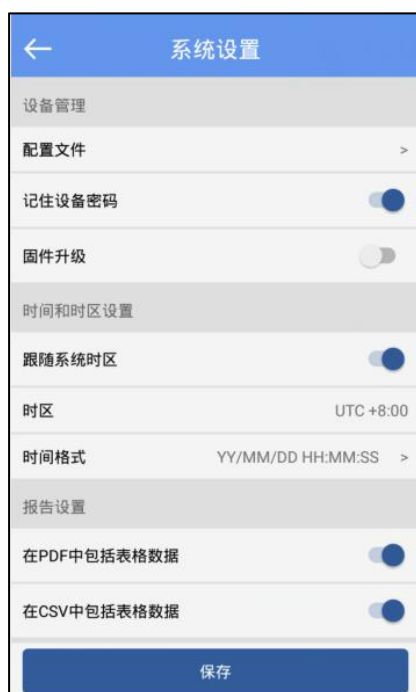 系统设置
设备管理
配置文件 >
记住设备密码
固件升级
时间和时区设置
跟随系统时区
时区 UTC +8:00
时间格式 YY/MM/DD HH:MM:SS >
报告设置
在PDF中包括表格数据
在CSV中包括表格数据
保存